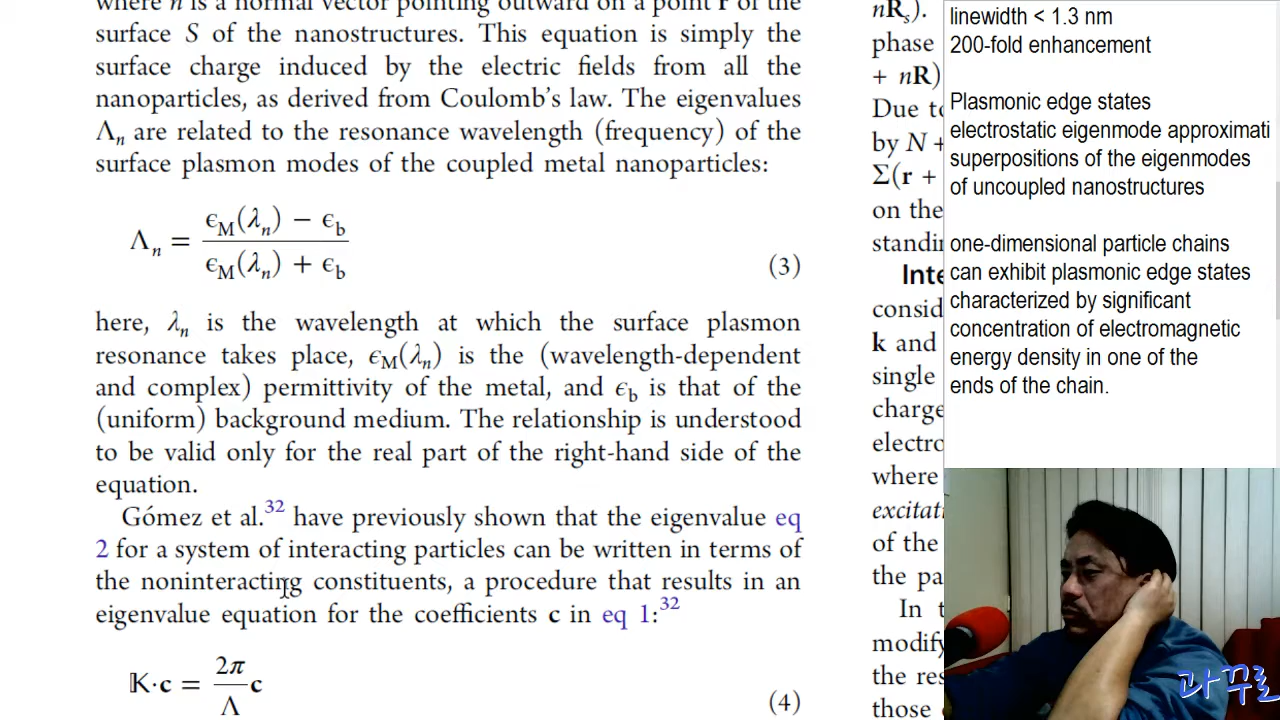 where n is a normal vector pointing outward on a point r of the
surface S of the nanostructures. This equation is simply the
surface charge induced by the electric fields from all the
nanoparticles, as derived from Coulomb's law. The eigenvalues
Λn are related to the resonance wavelength (frequency) of the
surface plasmon modes of the coupled metal nanoparticles:
Λn = (ϵM(λn) − ϵb) / (ϵM(λn) + ϵb) (3)
here, λn is the wavelength at which the surface plasmon
resonance takes place, ϵM(λn) is the (wavelength-dependent
and complex) permittivity of the metal, and ϵb is that of the
(uniform) background medium. The relationship is understood
to be valid only for the real part of the right-hand side of the
equation.
Gómez et al.32 have previously shown that the eigenvalue eq
2 for a system of interacting particles can be written in terms of
the noninteracting constituents, a procedure that results in an
eigenvalue equation for the coefficients c in eq 1:32
𝕂·c = 2π/Λ c (4)
nRs).
phase
+ nR)
Due to
by N +
Σ(r +
on the
standin
Inte
consid
k and
single
charge
electro
where
excitati
of the
the pa
In t
modify
the res
those
linewidth < 1.3 nm
200-fold enhancement
Plasmonic edge states
electrostatic eigenmode approximati
superpositions of the eigenmodes
of uncoupled nanostructures
one-dimensional particle chains
can exhibit plasmonic edge states
characterized by significant
concentration of electromagnetic
energy density in one of the
ends of the chain.
과꾸로